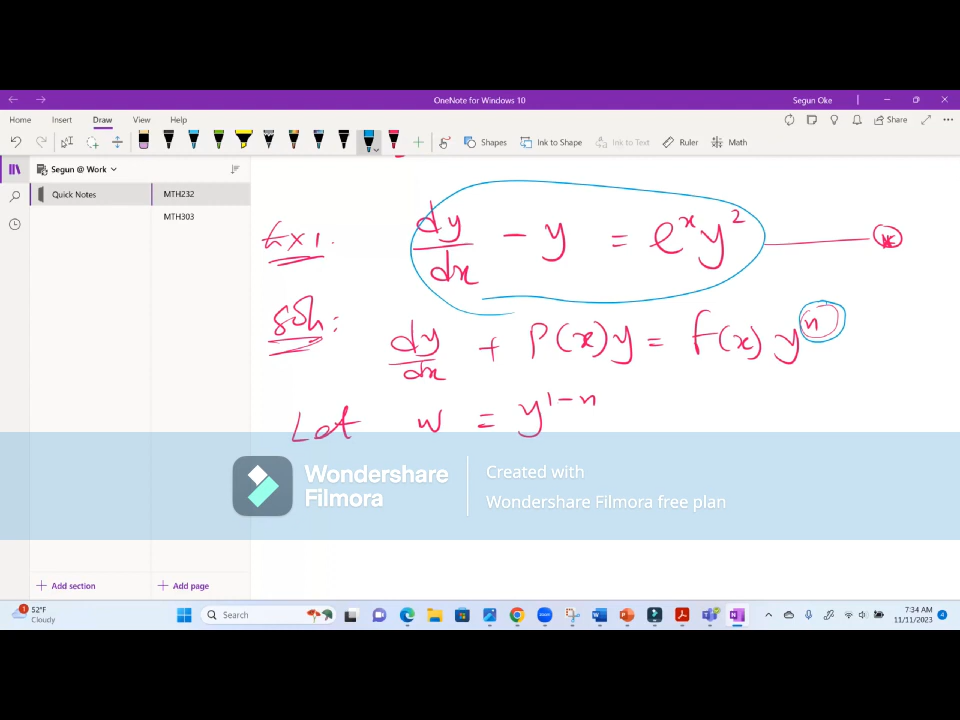 OneNote for Windows 10
Segun Oke
Home Insert Draw View Help
Share
Shapes Ink to Shape Ink to Text Ruler Math
Segun @ Work
Quick Notes
MTH232
MTH303
Ex 1.
dy/dx - y = e^x y^2
Soln:
dy/dx + P(x)y = f(x) y^n
Let w = y^1-n
Wondershare
Filmora
Created with
Wondershare Filmora free plan
Add section
Add page
1
52°F
Cloudy
Search
7:34 AM
11/11/2023
4